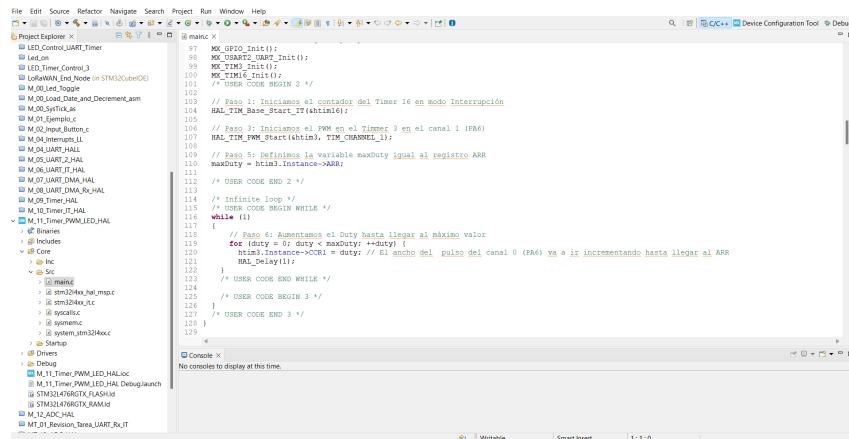 File Edit Source Refactor Navigate Search Project Run Window Help
C/C++ Device Configuration Tool Debu
Project Explorer
LED_Control_UART_Timer
Led_on
LED_Timer_Control_3
LoRaWAN_End_Node (in STM32CubeIDE)
M_00_Led_Toggle
M_00_Load_Date_and_Decrement_asm
M_00_SysTick_as
M_01_Ejemplo_c
M_02_Input_Button_c
M_04_Interrupts_LL
M_04_UART_HALL
M_05_UART_2_HAL
M_06_UART_IT_HAL
M_07_UART_DMA_HAL
M_08_UART_DMA_Rx_HAL
M_09_Timer_HAL
M_10_Timer_IT_HAL
M_11_Timer_PWM_LED_HAL
Binaries
Includes
Core
Inc
Src
main.c
stm32l4xx_hal_msp.c
stm32l4xx_it.c
syscalls.c
sysmem.c
system_stm32l4xx.c
Startup
Drivers
Debug
M_11_Timer_PWM_LED_HAL.ioc
M_11_Timer_PWM_LED_HAL Debug.launch
STM32L476RGTX_FLASH.ld
STM32L476RGTX_RAM.ld
M_12_ADC_HAL
MT_01_Revision_Tarea_UART_Rx_IT
main.c
97 MX_GPIO_Init();
98 MX_USART2_UART_Init();
99 MX_TIM3_Init();
100 MX_TIM16_Init();
101 /* USER CODE BEGIN 2 */
102
103 // Paso 1: Iniciamos el contador del Timer 16 en modo Interrupción
104 HAL_TIM_Base_Start_IT(&htim16);
105
106 // Paso 3: Iniciamos el PWM en el Timmer 3 en el canal 1 (PA6)
107 HAL_TIM_PWM_Start(&htim3, TIM_CHANNEL_1);
108
109 // Paso 5: Definimos la variable maxDuty igual al registro ARR
110 maxDuty = htim3.Instance->ARR;
111
112 /* USER CODE END 2 */
113
114 /* Infinite loop */
115 /* USER CODE BEGIN WHILE */
116 while (1)
117 {
118 // Paso 6: Aumentamos el Duty hasta llegar al máximo valor
119 for (duty = 0; duty < maxDuty; ++duty) {
120 htim3.Instance->CCR1 = duty; // El ancho del pulso del canal 0 (PA6) va a ir incrementando hasta llegar al ARR
121 HAL_Delay(1);
122 }
123 /* USER CODE END WHILE */
124
125 /* USER CODE BEGIN 3 */
126 }
127 /* USER CODE END 3 */
128 }
129
Console
No consoles to display at this time.
Writable Smart Insert 1 : 1 : 0